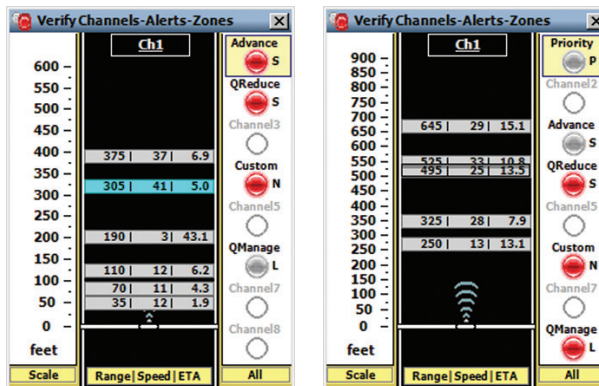 Verify Channels-Alerts-Zones
Ch1
600
550
500
450
400
350
300
250
200
150
100
50
0
feet
Scale
375 | 37 | 6.9
305 | 41 | 5.0
190 | 3 | 43.1
110 | 12 | 6.2
70 | 11 | 4.3
35 | 12 | 1.9
Range | Speed | ETA
Advance
S
QReduce
S
Channel3
Custom
N
Channel5
QManage
L
Channel7
Channel8
All
Verify Channels-Alerts-Zones
Ch1
900
850
800
750
700
650
600
550
500
450
400
350
300
250
200
150
100
50
0
feet
Scale
645 | 29 | 15.1
525 | 33 | 10.8
495 | 25 | 13.5
325 | 28 | 7.9
250 | 13 | 13.1
Range | Speed | ETA
Priority
P
Channel2
Advance
S
QReduce
S
Channel5
Custom
N
Channel7
QManage
L
All